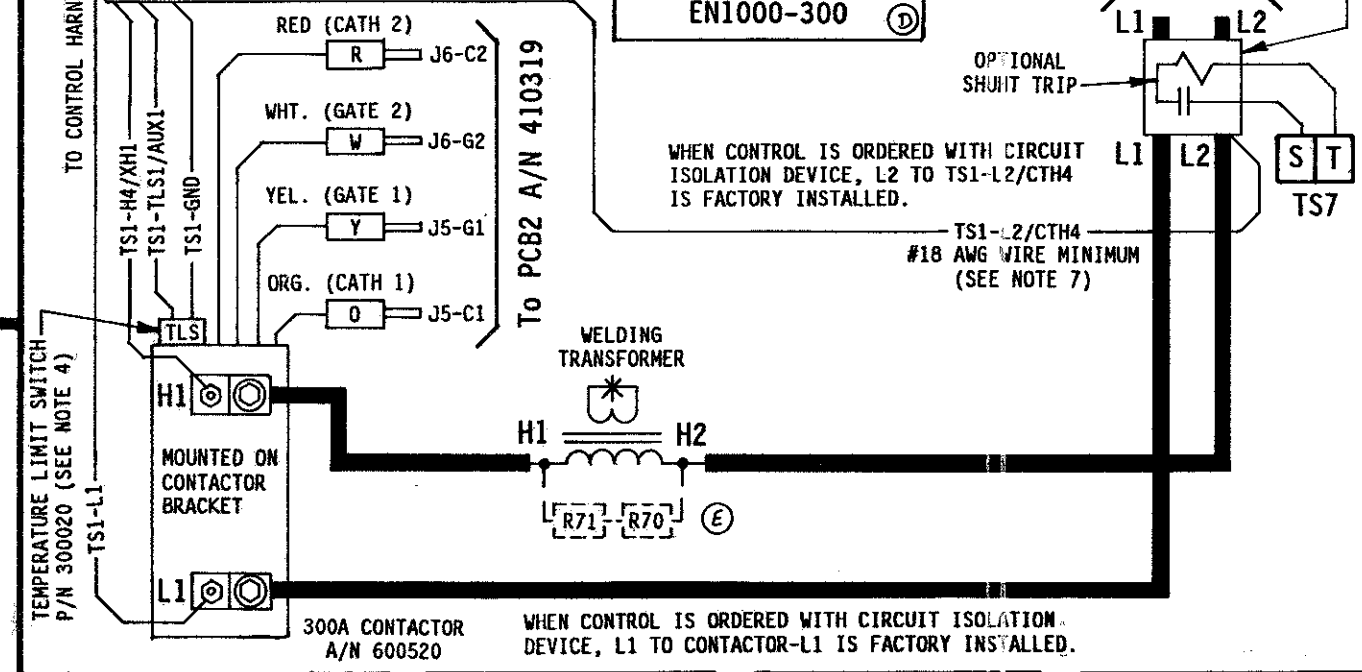 EN1000-300 D
TO CONTROL HARN
RED (CATH 2)
R
J6-C2
WHT. (GATE 2)
W
J6-G2
YEL. (GATE 1)
Y
J5-G1
ORG. (CATH 1)
O
J5-C1
To PCB2 A/N 410319
TS1-H4/XH1
TS1-TLS1/AUX1
TS1-GND
TLS
TEMPERATURE LIMIT SWITCH
P/N 300020 (SEE NOTE 4)
TS1-L1
H1
MOUNTED ON
CONTACTOR
BRACKET
L1
300A CONTACTOR
A/N 600520
WELDING
TRANSFORMER
H1 H2
R71 R70 E
L1 L2
OPTIONAL
SHUHT TRIP
L1 L2
S T
TS7
WHEN CONTROL IS ORDERED WITH CIRCUIT
ISOLATION DEVICE, L2 TO TS1-L2/CTH4
IS FACTORY INSTALLED.
TS1-L2/CTH4
#18 AWG WIRE MINIMUM
(SEE NOTE 7)
WHEN CONTROL IS ORDERED WITH CIRCUIT ISOLATION
DEVICE, L1 TO CONTACTOR-L1 IS FACTORY INSTALLED.